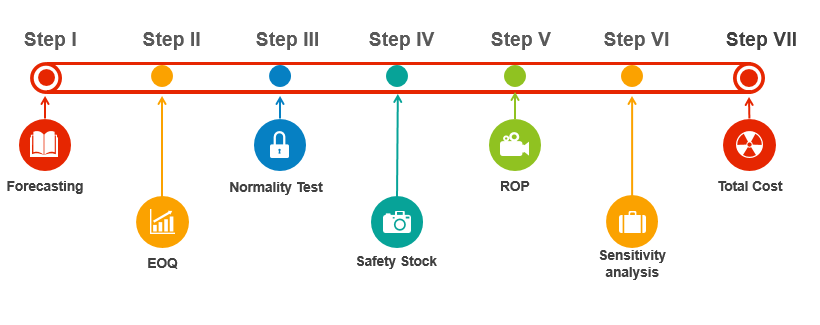 Step I
Step II
Step III
Step IV
Step V
Step VI
Step VII
Forecasting
EOQ
Normality Test
Safety Stock
ROP
Sensitivity
analysis
Total Cost